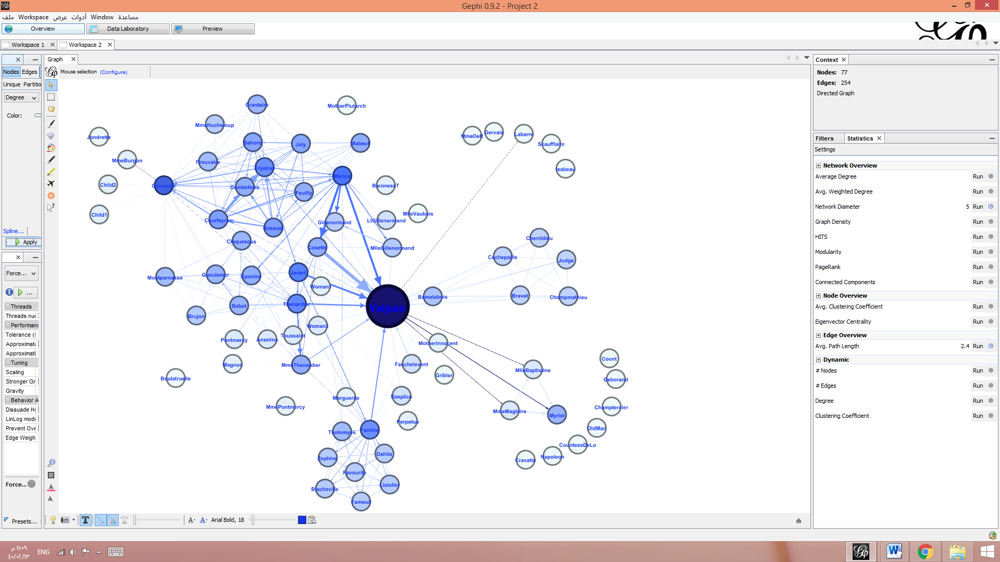 Gephi 0.9.2 - Project 2
ملف Workspace عرض أدوات Window مساعدة
Overview Data Laboratory Preview
Workspace 1 Workspace 2
Graph
Mouse selection (Configure)
Nodes Edges
Unique Partitio
Degree
Color:
Spline...
Apply
Force...
...
Threads
Threads nu
Performan
Tolerance (s
Approximat
Approximati
Tuning
Scaling
Stronger Gr
Gravity
Behavior A
Dissuade H
LinLog mod
Prevent Ove
Edge Weigh
Force...
Presets...
Grantaire
MotherPlutarch
MmeHucheloup
Jondrette
MmeDeR
Gervais
Labarre
Scaufflaire
Bahorel
Joly
Mabeuf
MmeBurgon
Prouvaire
Enjolras
Isabeau
Marius
Child2
Gavroche
Combeferre
Feuilly
BaronessT
Child1
Courfeyrac
Bossuet
Gillenormand
LtGillenormand
MlleVaubois
Claquesous
Cosette
MlleGillenormand
Chenildieu
Cochepaille
Judge
Montparnasse
Gueulemer
Eponine
Javert
Woman1
Babet
Thenardier
Valjean
Bamatabois
Brevet
Champmathieu
Brujon
Woman2
Pontmercy
Anzelma
Toussaint
MotherInnocent
Magnon
MmeThenardier
Fauchelevent
MlleBaptistine
Count
Boulatruelle
Gribier
Geborand
MmePontmercy
Marguerite
Simplice
MmeMagloire
Myriel
Champtercier
Perpetue
Tholomyes
Fantine
OldMan
CountessDeLo
Zephine
Dahlia
Cravatte
Napoleon
Favourite
Blacheville
Listolier
Fameuil
Arial Bold, 18
Context
Nodes: 77
Edges: 254
Directed Graph
Filters Statistics
Settings
Network Overview
Average Degree Run
Avg. Weighted Degree Run
Network Diameter 5 Run
Graph Density Run
HITS Run
Modularity Run
PageRank Run
Connected Components Run
Node Overview
Avg. Clustering Coefficient Run
Eigenvector Centrality Run
Edge Overview
Avg. Path Length 2.4 Run
Dynamic
# Nodes Run
# Edges Run
Degree Run
Clustering Coefficient Run
١١:٠٩ م
ENG
٤٠/٠٢/١٣